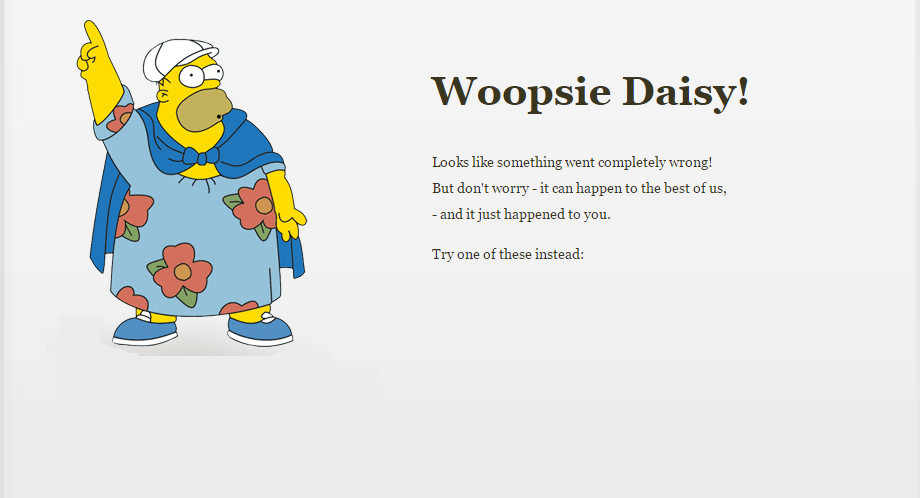 Woopsie Daisy!
Looks like something went completely wrong!
But don't worry - it can happen to the best of us,
- and it just happened to you.
Try one of these instead: